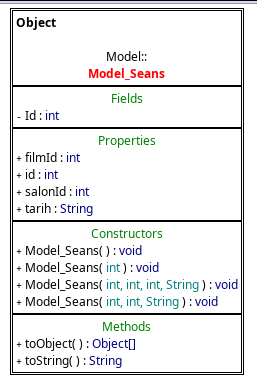 Object
Model::
Model_Seans
Fields
- Id : int
Properties
+ filmId : int
+ id : int
+ salonId : int
+ tarih : String
Constructors
+ Model_Seans( ) : void
+ Model_Seans( int ) : void
+ Model_Seans( int, int, int, String ) : void
+ Model_Seans( int, int, String ) : void
Methods
+ toObject( ) : Object[]
+ toString( ) : String